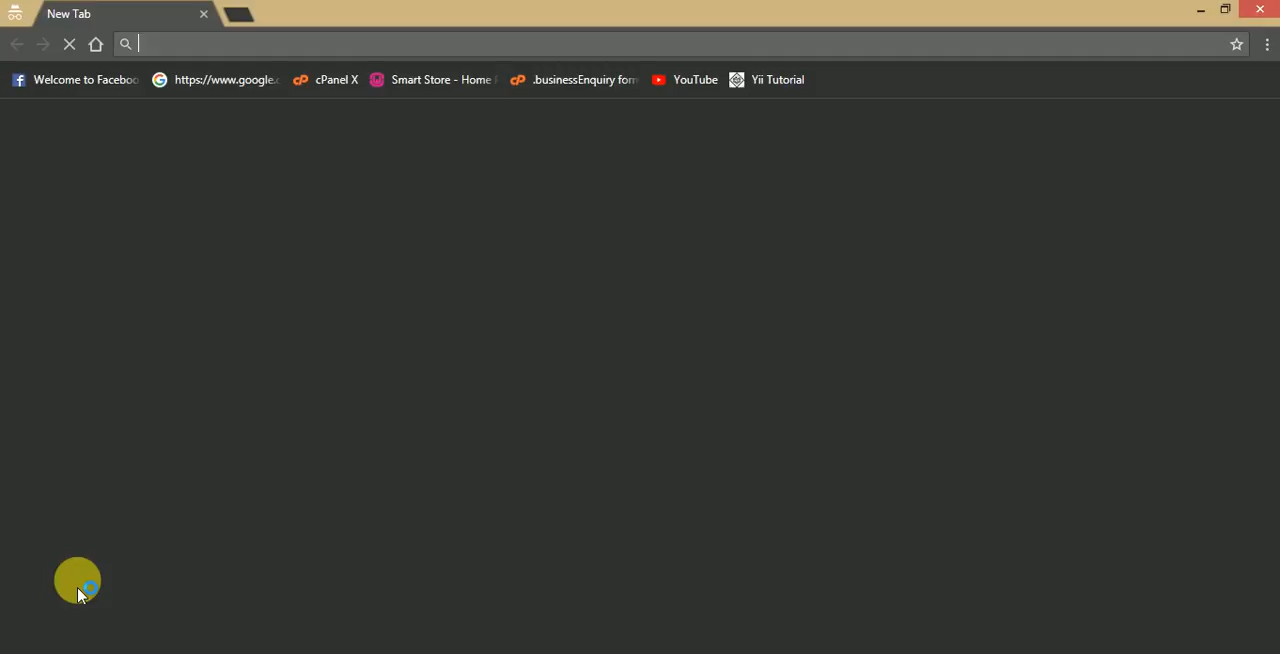 New Tab
Welcome to Faceboo
https://www.google.c
cPanel X
Smart Store - Home
.businessEnquiry form
YouTube
Yii Tutorial